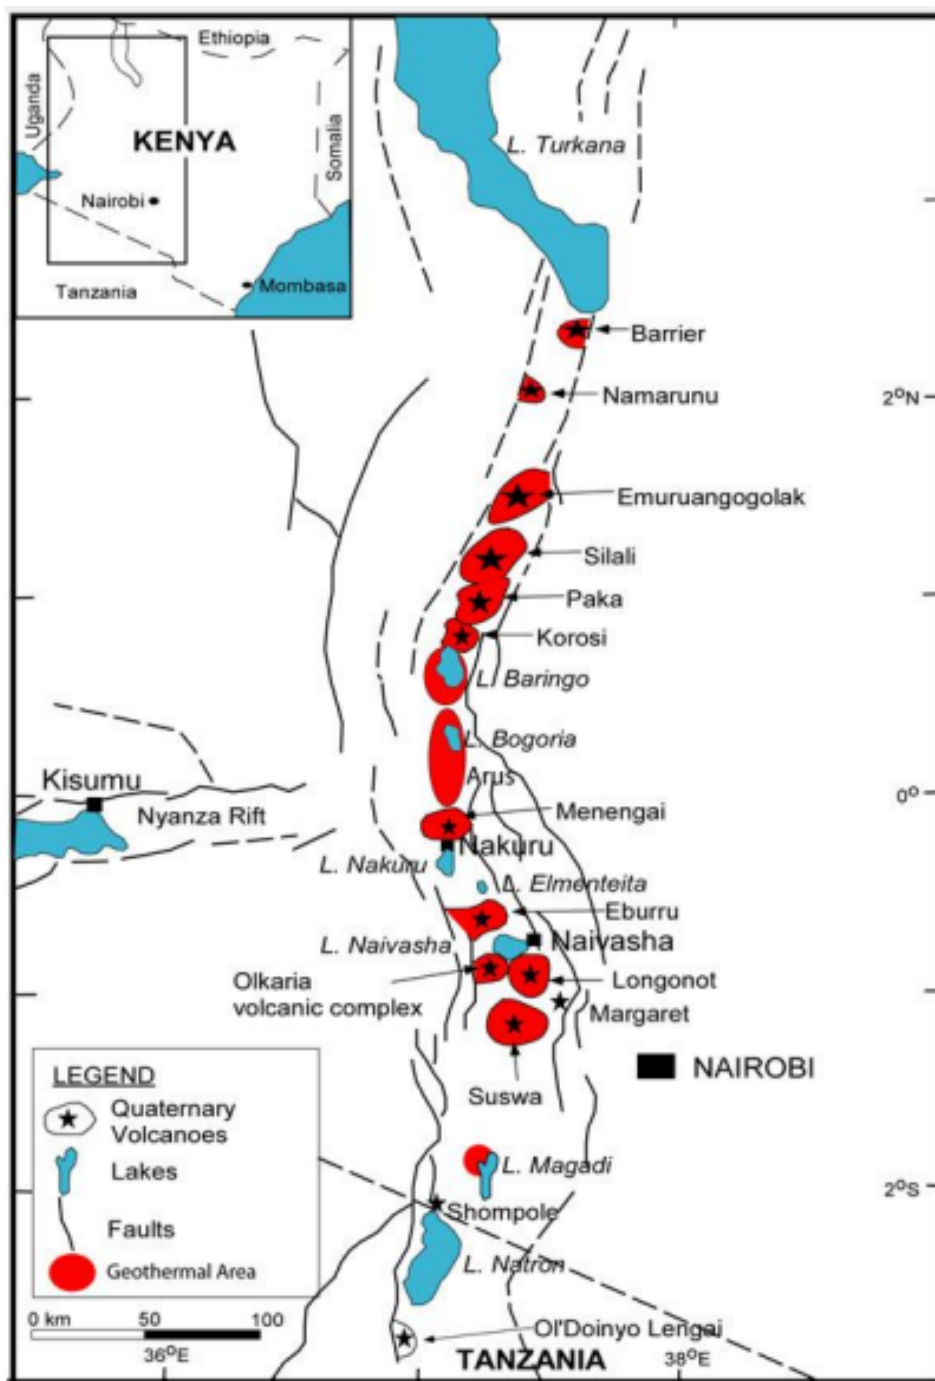 Ethiopia
Uganda
KENYA
Somalia
Nairobi
Tanzania
Mombasa
L. Turkana
Barrier
Namarunu
2°N
Emuruangogolak
Silali
Paka
Korosi
L. Baringo
L. Bogoria
Arus
Kisumu
Nyanza Rift
Menengai
0°
Nakuru
L. Nakuru
L. Elmenteita
Eburru
L. Naivasha
Naivasha
Olkaria
volcanic complex
Longonot
Margaret
NAIROBI
Suswa
LEGEND
Quaternary
Volcanoes
Lakes
Faults
Geothermal Area
0 km 50 100
L. Magadi
2°S
Shompole
L. Natron
Ol'Doinyo Lengai
TANZANIA
36°E
38°E